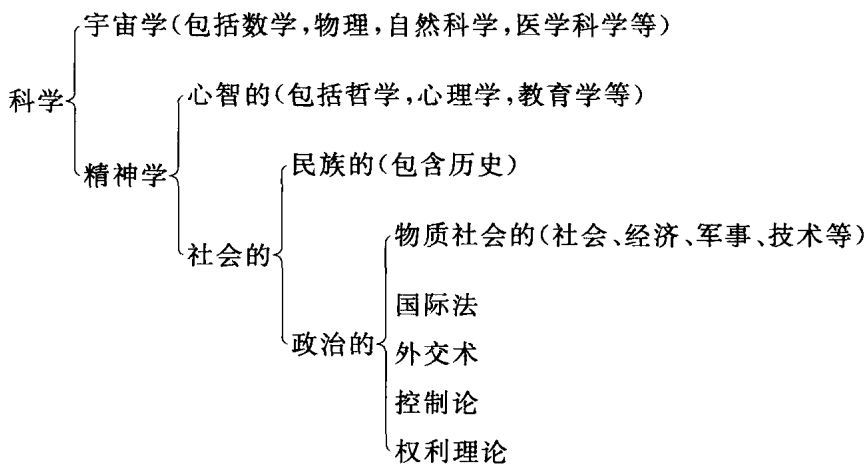 宇宙学(包括数学,物理,自然科学,医学科学等)
科学
心智的(包括哲学,心理学,教育学等)
精神学
民族的(包含历史)
社会的
物质社会的(社会、经济、军事、技术等)
国际法
政治的
外交术
控制论
权利理论